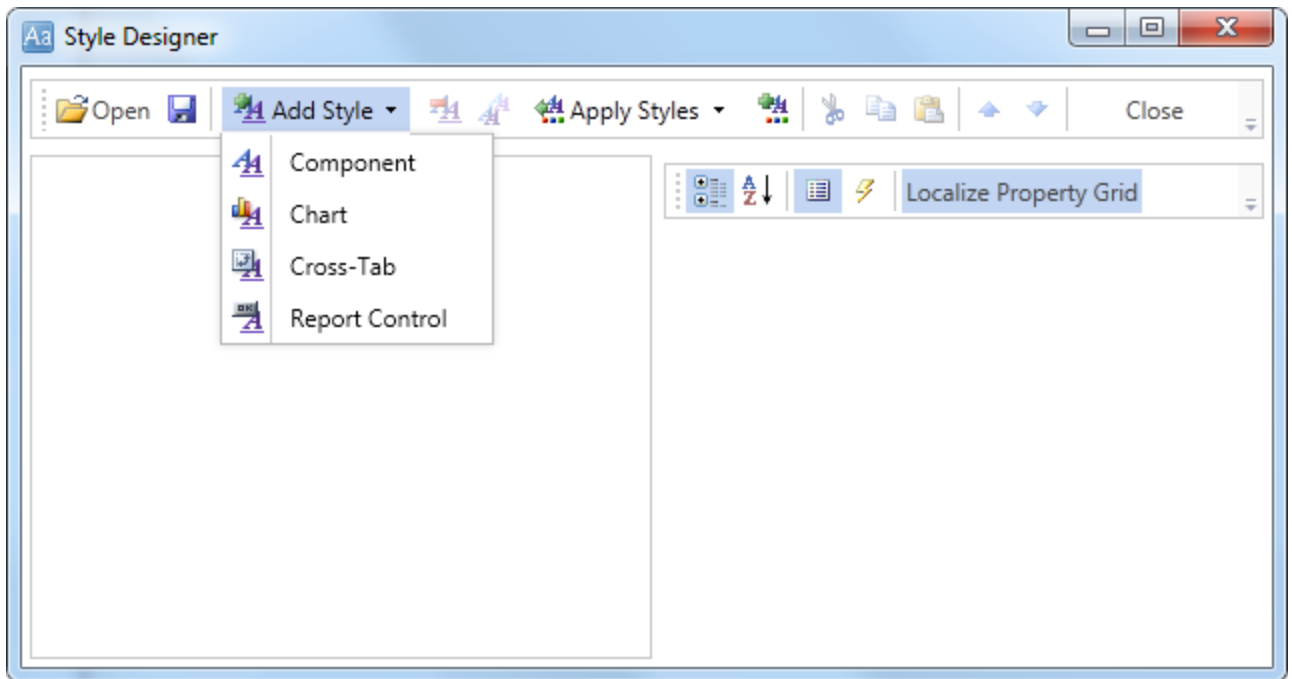 Aa Style Designer
Open Add Style Apply Styles Close
Component
Chart
Cross-Tab
Report Control
A Z Localize Property Grid